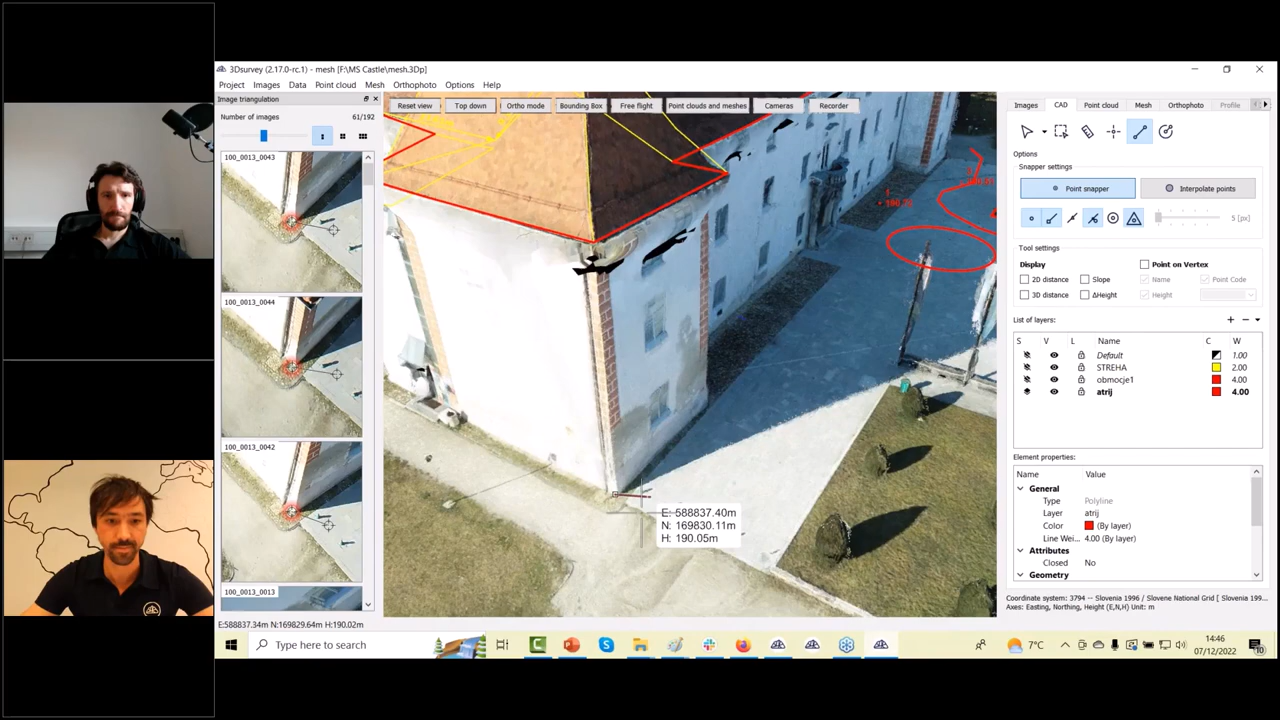 3Dsurvey (2.17.0-rc.1) - mesh [F:\MS Castle\mesh.3Dp]
Project Images Data Point cloud Mesh Orthophoto Options Help
Image triangulation
Number of images 61/192
100_0013_0043
100_0013_0044
100_0013_0042
100_0013_0013
Reset view Top down Ortho mode Bounding Box Free flight Point clouds and meshes Cameras Recorder
E: 588837.40m
N: 169830.11m
H: 190.05m
Images CAD Point cloud Mesh Orthophoto Profile
Options
Snapper settings
Point snapper Interpolate points
5 [px]
Tool settings
Display Point on Vertex
2D distance Slope Name Point Code
3D distance ΔHeight Height
List of layers:
S V L C W
Default 1.00
STREHA 2.00
obmocje1 4.00
atrij 4.00
Element properties:
Name Value
General
Type Polyline
Layer atrij
Color (By layer)
Line Wei... 4.00 (By layer)
Attributes
Closed No
Geometry
Coordinate system: 3794 -- Slovenia 1996 / Slovene National Grid [ Slovenia 199...
Axes: Easting, Northing, Height (E,N,H) Unit: m
E:588837.34m N:169829.64m H:190.02m
Type here to search
7°C
14:46
07/12/2022
10